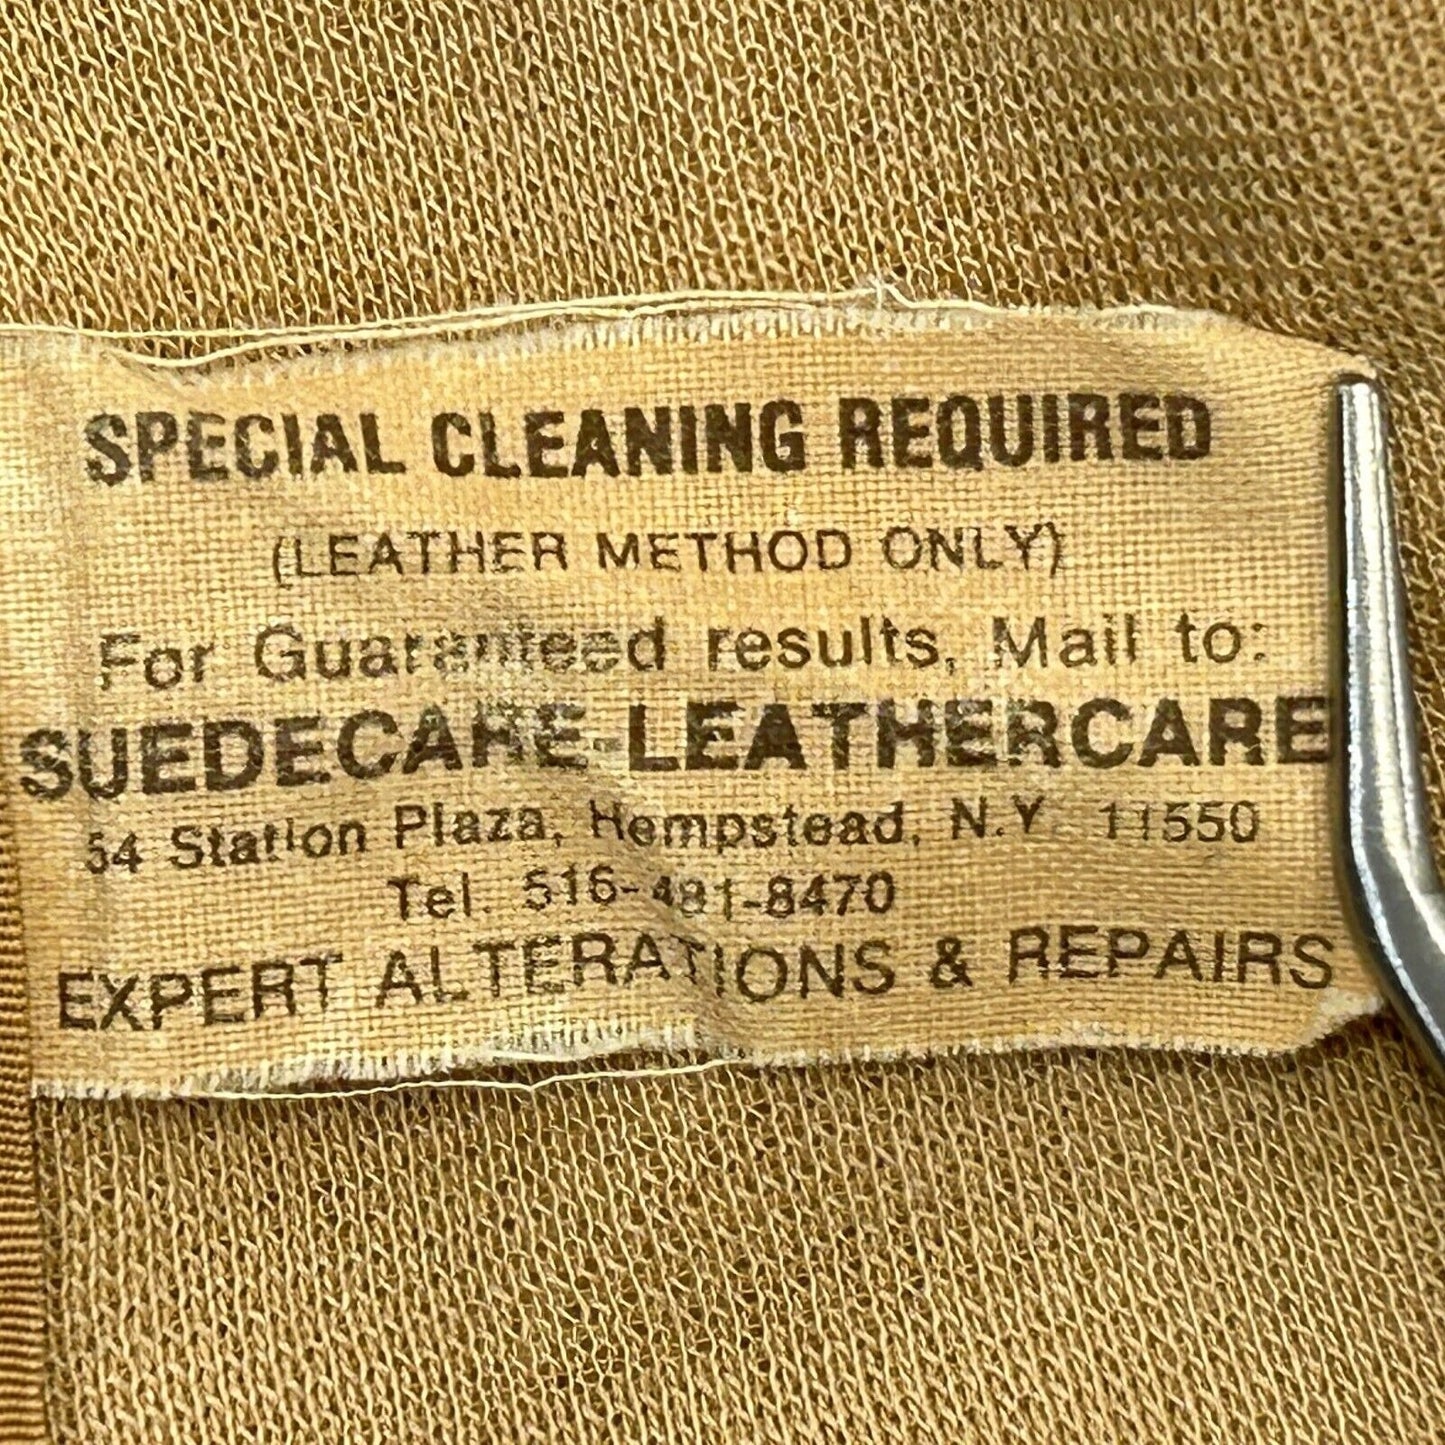 SPECIAL CLEANING REQUIRED
(LEATHER METHOD ONLY)
For Guaranteed results, Mail to:
SUEDECARE-LEATHERCARE
54 Station Plaza, Hempstead, N.Y. 11550
Tel. 516-481-8470
EXPERT ALTERATIONS & REPAIRS